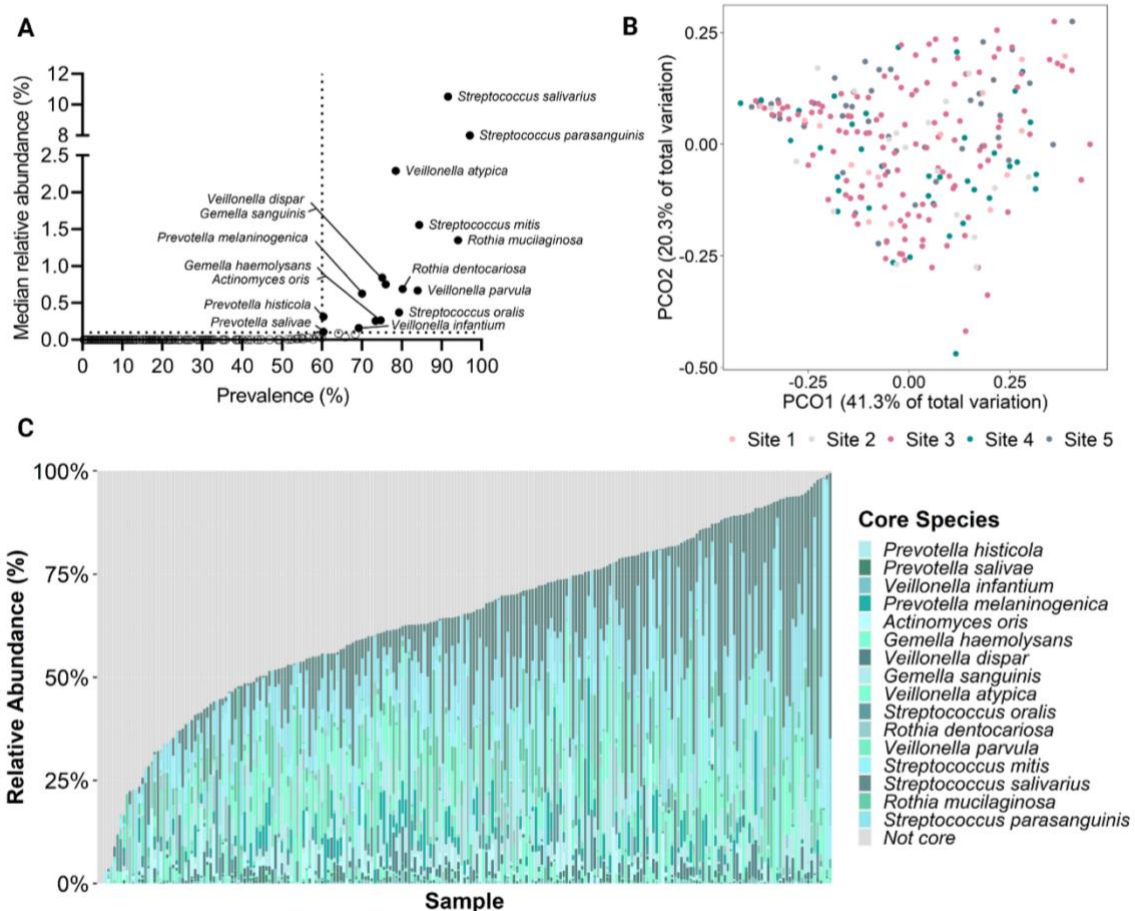 A
Median relative abundance (%)
12
10
8
2.5
2.0
1.5
1.0
0.5
0.0
Streptococcus salivarius
Streptococcus parasanguinis
Veillonella atypica
Veillonella dispar
Gemella sanguinis
Streptococcus mitis
Prevotella melaninogenica
Rothia mucilaginosa
Gemella haemolysans
Actinomyces oris
Rothia dentocariosa
Veillonella parvula
Prevotella histicola
Streptococcus oralis
Prevotella salivae
Veillonella infantium
0 10 20 30 40 50 60 70 80 90 100
Prevalence (%)
B
PCO2 (20.3% of total variation)
0.25
0.00
-0.25
-0.50
-0.25 0.00 0.25
PCO1 (41.3% of total variation)
Site 1 Site 2 Site 3 Site 4 Site 5
C
Relative Abundance (%)
100%
75%
50%
25%
0%
Sample
Core Species
Prevotella histicola
Prevotella salivae
Veillonella infantium
Prevotella melaninogenica
Actinomyces oris
Gemella haemolysans
Veillonella dispar
Gemella sanguinis
Veillonella atypica
Streptococcus oralis
Rothia dentocariosa
Veillonella parvula
Streptococcus mitis
Streptococcus salivarius
Rothia mucilaginosa
Streptococcus parasanguinis
Not core